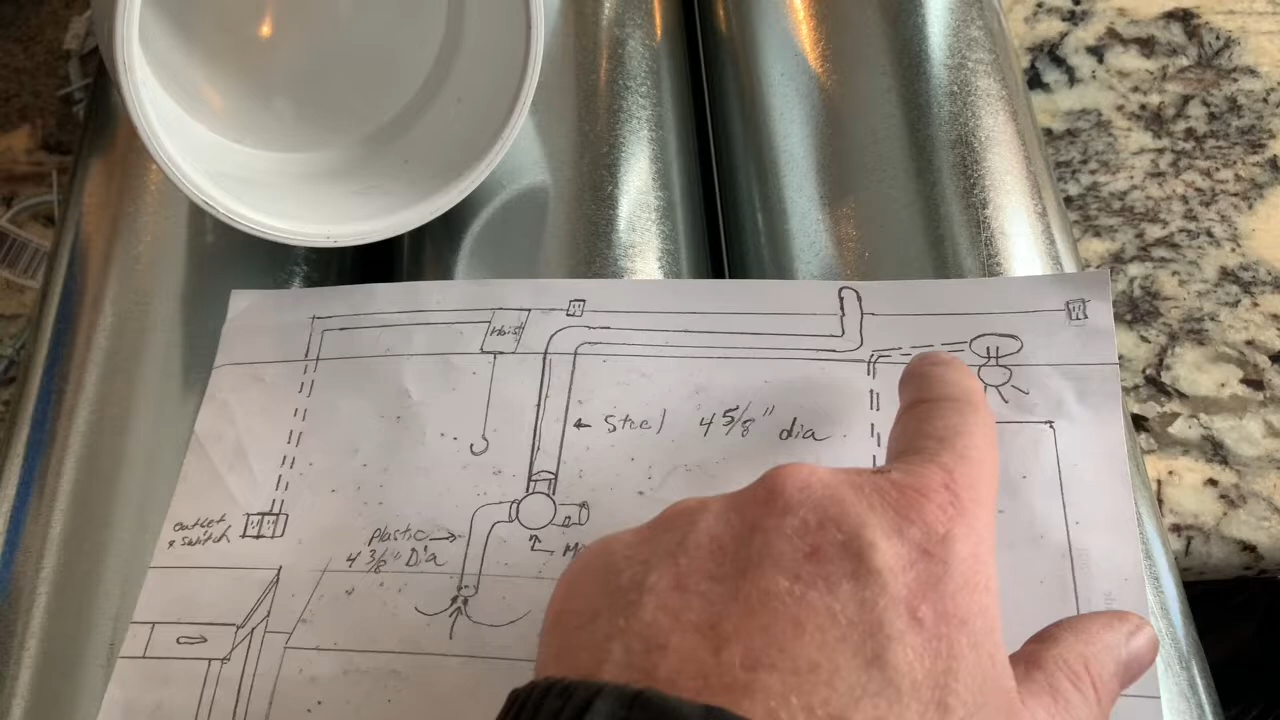 Hoist
← Steel 4 5/8" dia
outlet
& switch
Plastic →
4 3/8" Dia